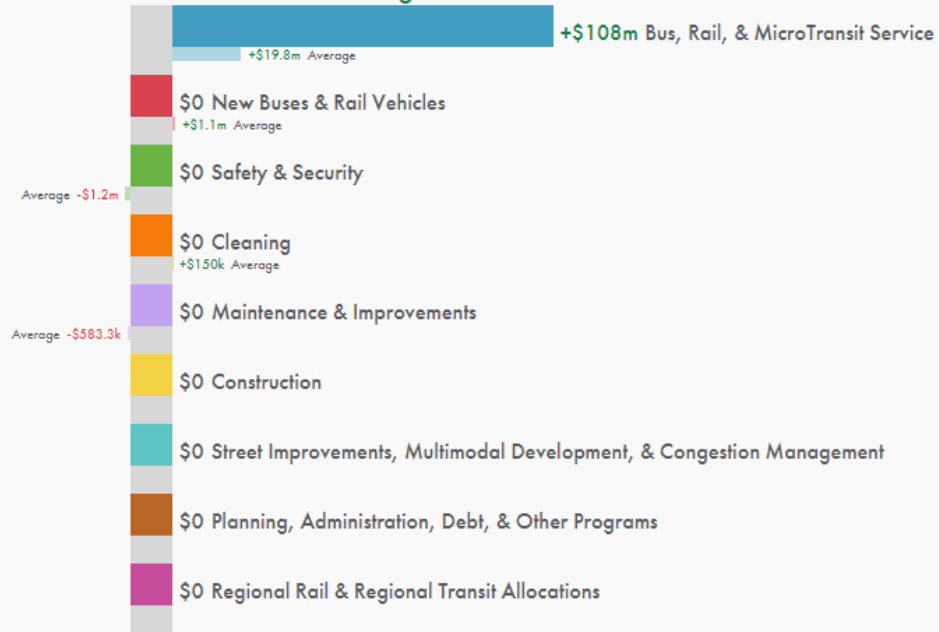 +$108m Bus, Rail, & MicroTransit Service
+$19.8m Average
$0 New Buses & Rail Vehicles
+$1.1m Average
$0 Safety & Security
Average -$1.2m
$0 Cleaning
+$150k Average
$0 Maintenance & Improvements
Average -$583.3k
$0 Construction
$0 Street Improvements, Multimodal Development, & Congestion Management
$0 Planning, Administration, Debt, & Other Programs
$0 Regional Rail & Regional Transit Allocations